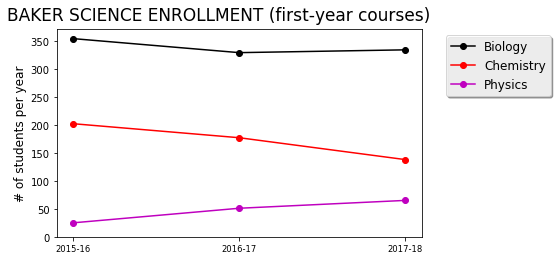 BAKER SCIENCE ENROLLMENT (first-year courses)
# of students per year
350
300
250
200
150
100
50
0
2015-16 2016-17 2017-18
Biology
Chemistry
Physics